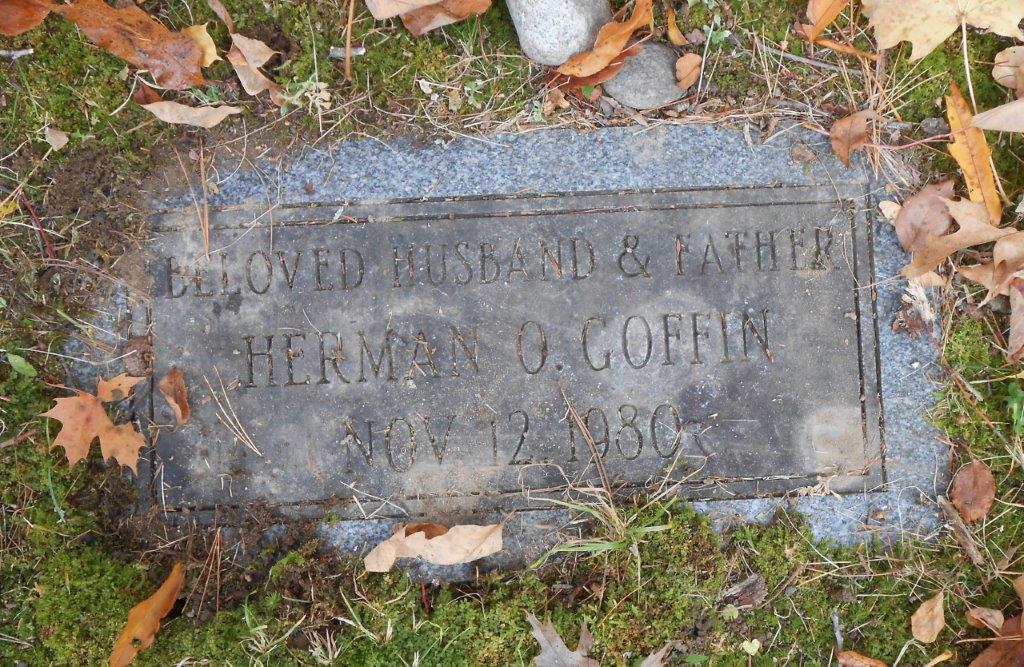 BELOVED HUSBAND & FATHER
HERMAN O. GOFFIN
NOV 12. 1980